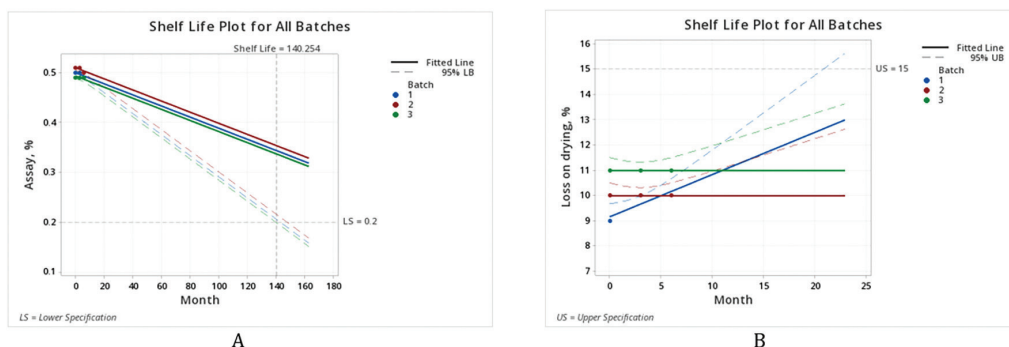 Shelf Life Plot for All Batches
Shelf Life = 140.254
0.5
0.4
0.3
0.2
0.1
Assay, %
0 20 40 60 80 100 120 140 160 180
Month
LS = 0.2
Fitted Line
95% LB
Batch
1
2
3
LS = Lower Specification
A
Shelf Life Plot for All Batches
16
15
14
13
12
11
10
9
8
7
Loss on drying, %
0 5 10 15 20 25
Month
US = 15
Fitted Line
95% UB
Batch
1
2
3
US = Upper Specification
B